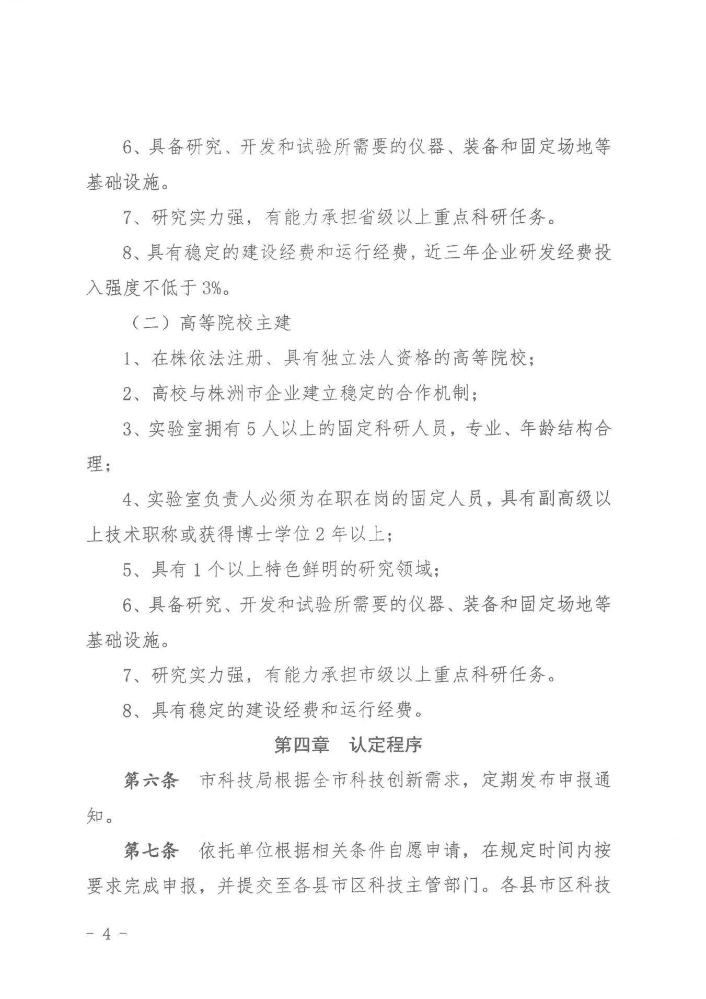 6、具备研究、开发和试验所需要的仪器、装备和固定场地等
基础设施。
7、研究实力强，有能力承担省级以上重点科研任务。
8、具有稳定的建设经费和运行经费，近三年企业研发经费投
入强度不低于 3%。
（二）高等院校主建
1、在株依法注册、具有独立法人资格的高等院校；
2、高校与株洲市企业建立稳定的合作机制；
3、实验室拥有 5 人以上的固定科研人员，专业、年龄结构合
理；
4、实验室负责人必须为在职在岗的固定人员，具有副高级以
上技术职称或获得博士学位 2 年以上；
5、具有 1 个以上特色鲜明的研究领域；
6、具备研究、开发和试验所需要的仪器、装备和固定场地等
基础设施。
7、研究实力强，有能力承担市级以上重点科研任务。
8、具有稳定的建设经费和运行经费。
第四章　认定程序
第六条　市科技局根据全市科技创新需求，定期发布申报通
知。
第七条　依托单位根据相关条件自愿申请，在规定时间内按
要求完成申报，并提交至各县市区科技主管部门。各县市区科技
- 4 -